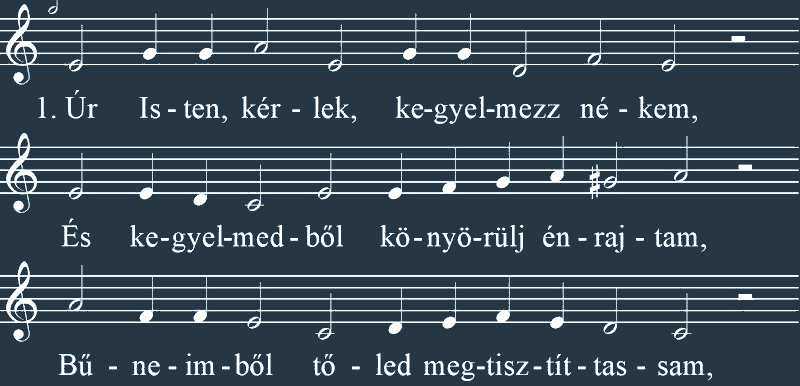 1. Úr Is - ten, kér - lek, ke-gyel-mezz né - kem,
És ke-gyel-med - ből kö-nyö-rülj én - raj - tam,
Bű - ne - im - ből tő - led meg-tisz-tít-tas - sam,